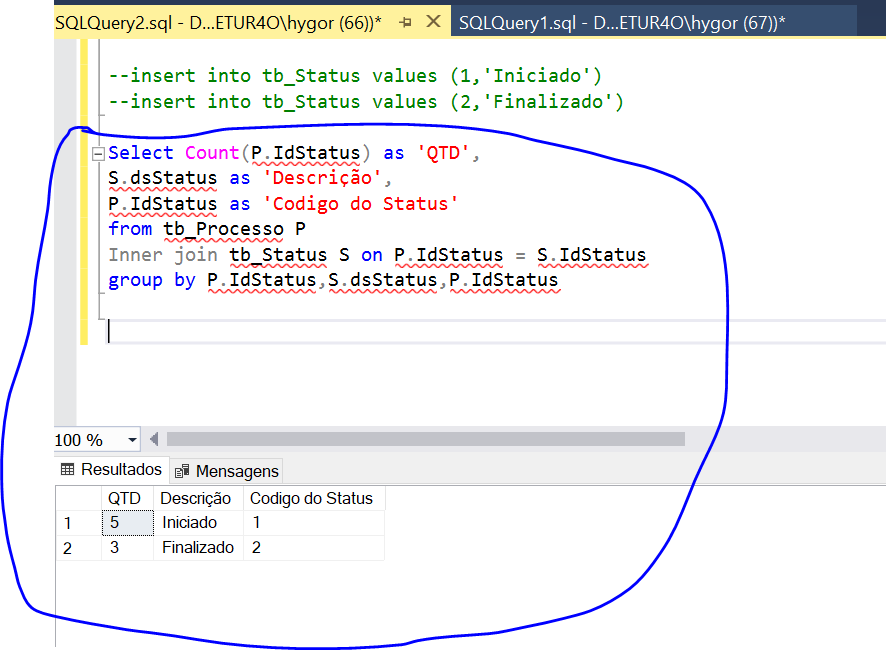 SQLQuery2.sql - D...ETUR4O\hygor (66))* SQLQuery1.sql - D...ETUR4O\hygor (67))*
--insert into tb_Status values (1,'Iniciado')
--insert into tb_Status values (2,'Finalizado')
Select Count(P.IdStatus) as 'QTD',
S.dsStatus as 'Descrição',
P.IdStatus as 'Codigo do Status'
from tb_Processo P
Inner join tb_Status S on P.IdStatus = S.IdStatus
group by P.IdStatus,S.dsStatus,P.IdStatus
100 %
Resultados Mensagens
QTD Descrição Codigo do Status
1 5 Iniciado 1
2 3 Finalizado 2